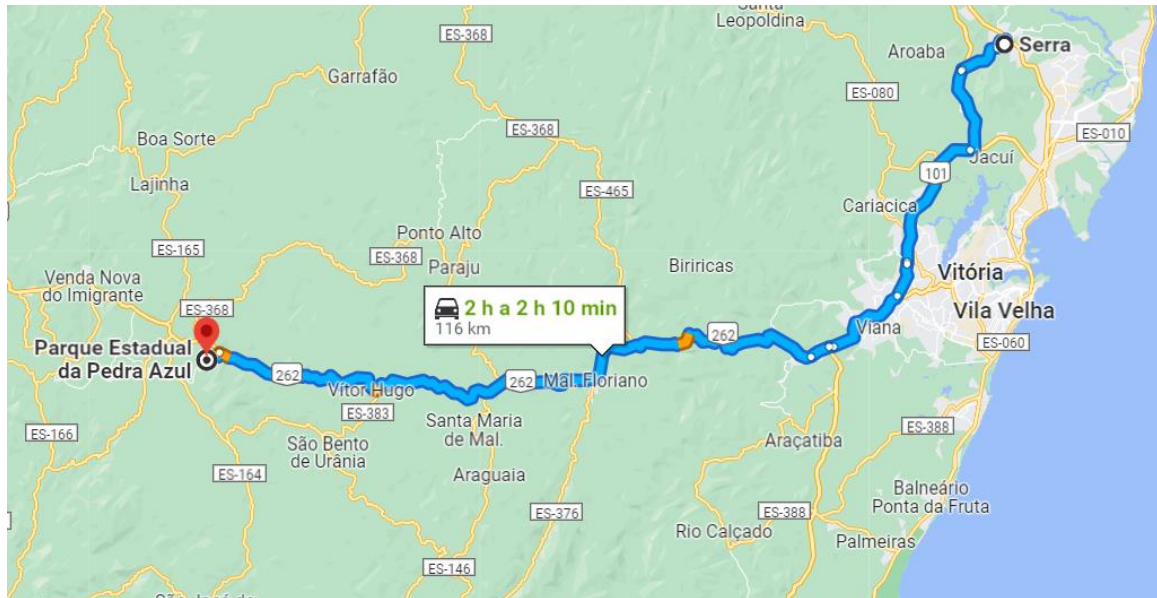 Santa
Leopoldina
ES-368
Serra
Aroaba
Garrafão
ES-080
ES-368
ES-010
Boa Sorte
Jacuí
101
Lajinha
ES-465
Cariacica
Ponto Alto
ES-165
ES-368
Paraju
Biriricas
Venda Nova
do Imigrante
Vitória
ES-368
2 h a 2 h 10 min
116 km
Vila Velha
262
Viana
ES-060
Parque Estadual
da Pedra Azul
262
262
Mal. Floriano
Vítor Hugo
ES-383
Santa Maria
de Mal.
ES-166
São Bento
de Urânia
Araçatiba
ES-388
ES-164
Araguaia
Balneário
Ponta da Fruta
ES-376
ES-388
Rio Calçado
Palmeiras
ES-146
São José do